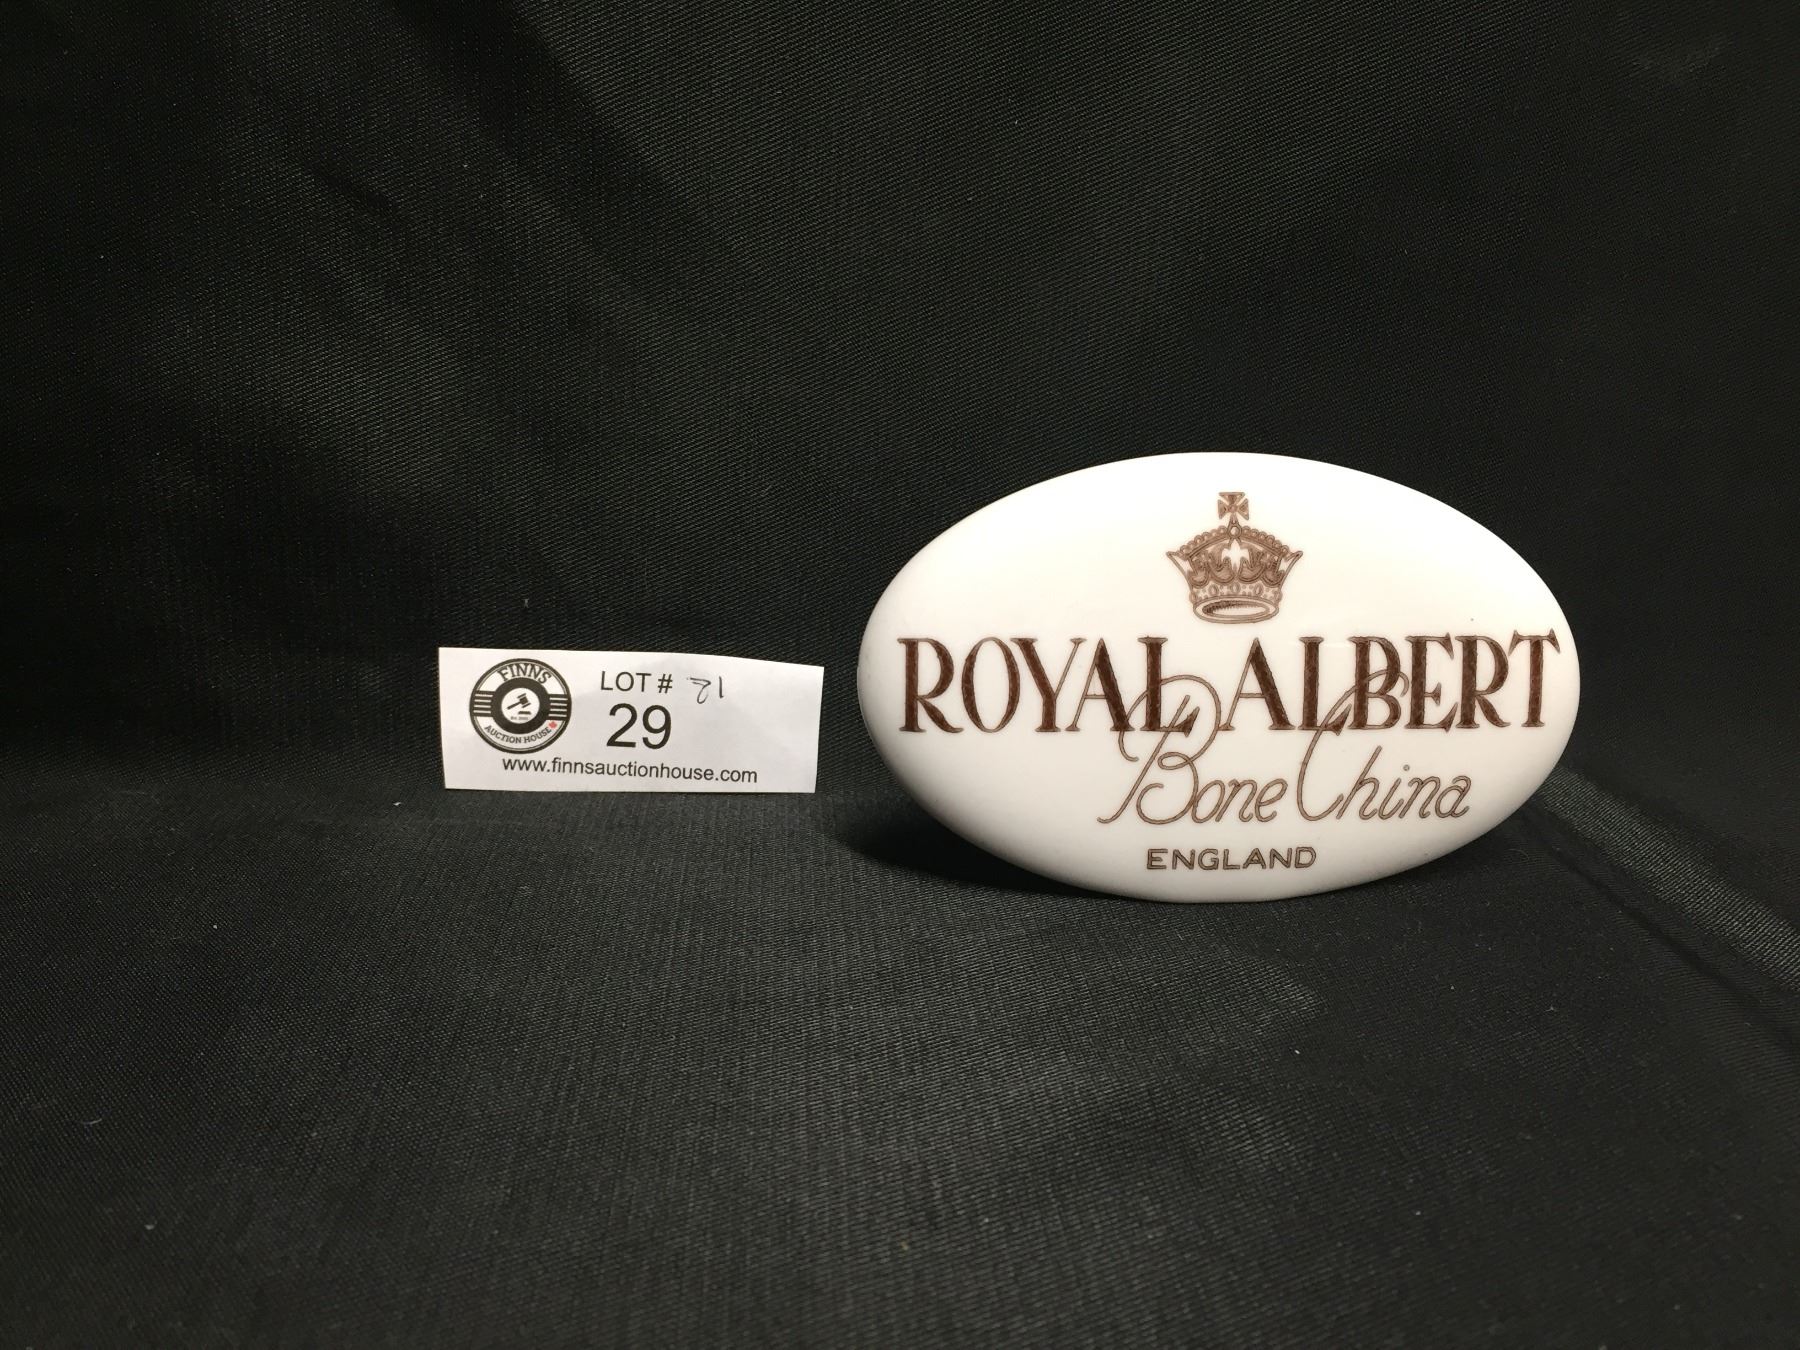 FINNS
AUCTION HOUSE
LOT # 21
29
www.finnsauctionhouse.com
ROYAL ALBERT
Bone China
ENGLAND